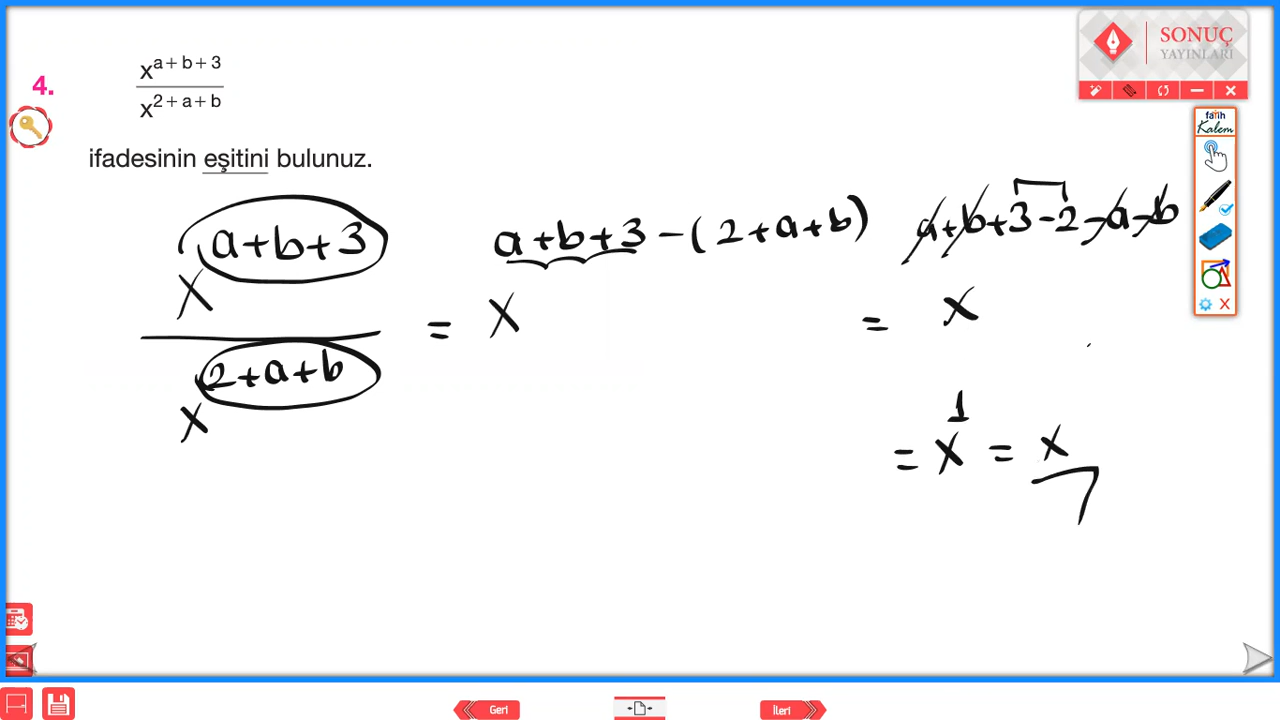 SONUÇ
YAYINLARI
4.
x^(a+b+3)
x^(2+a+b)
ifadesinin eşitini bulunuz.
fatih
Kalem
x^(a+b+3) / x^(2+a+b) = x^(a+b+3-(2+a+b)) = x^(a+b+3-2-a-b)
= x^1 = x
Geri
İleri